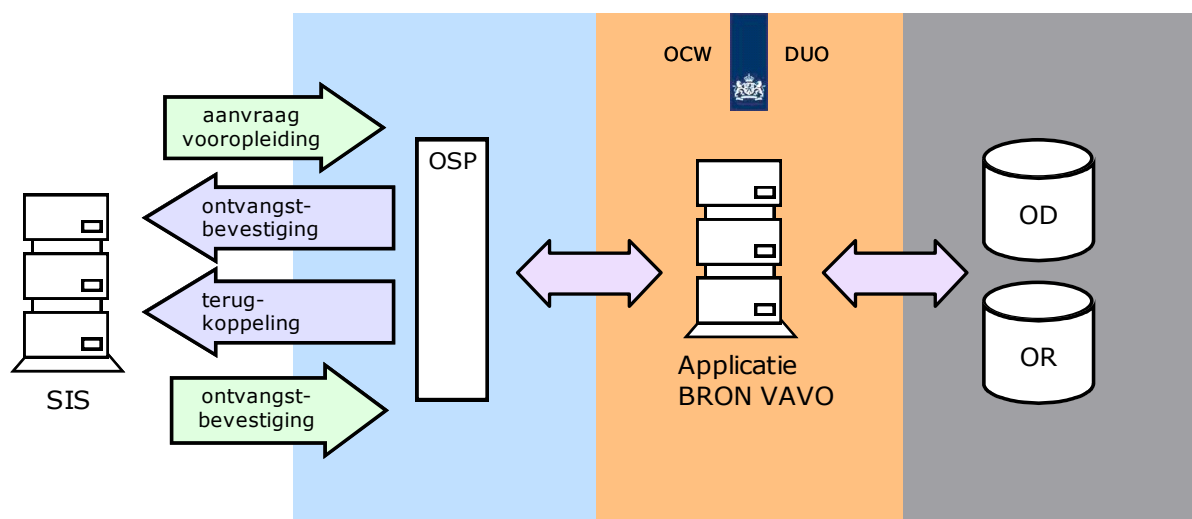 OCW DUO
aanvraag
vooropleiding
OSP
ontvangst-
bevestiging
OD
terug-
koppeling
OR
Applicatie
BRON VAVO
SIS
ontvangst-
bevestiging